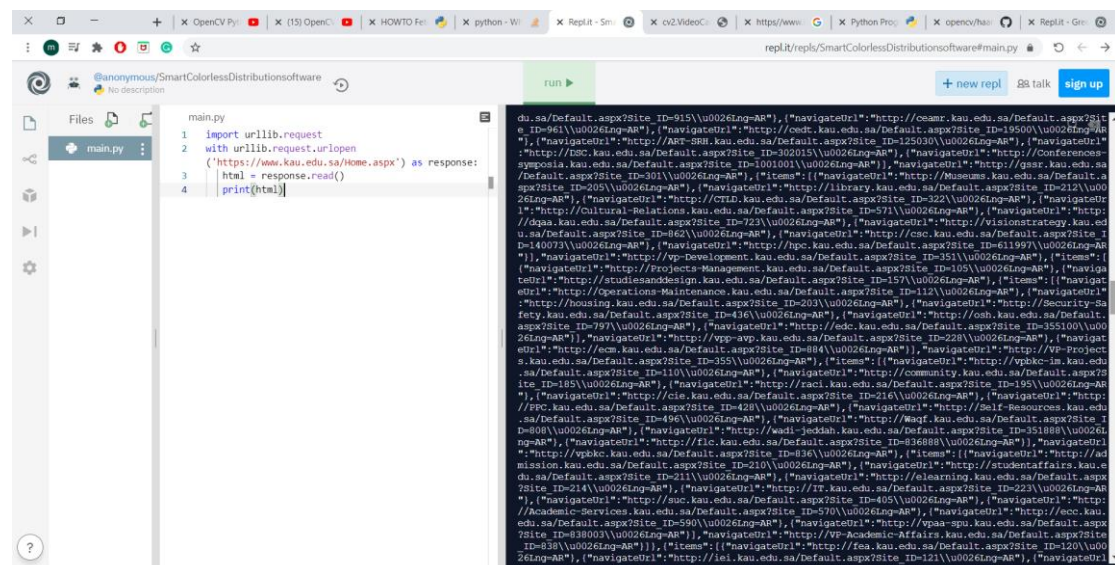 OpenCV Pyt
(15) OpenC
HOWTO Fet
python - W
Repl.it - Sm
cv2.VideoCa
https//www.
Python Prog
opencv/haar
Repl.it - Gre
repl.it/repls/SmartColorlessDistributionsoftware#main.py
@anonymous/SmartColorlessDistributionsoftware
No description
run
+ new repl
talk
sign up
Files
main.py
main.py
1 import urllib.request
2 with urllib.request.urlopen
('https://www.kau.edu.sa/Home.aspx') as response:
3 html = response.read()
4 print(html)
du.sa/Default.aspx?Site_ID=915\\u0026Lng=AR"},{"navigateUrl":"http://ceamr.kau.edu.sa/Default.aspx?Sit
e_ID=961\\u0026Lng=AR"},{"navigateUrl":"http://cedt.kau.edu.sa/Default.aspx?Site_ID=19500\\u0026Lng=AR
"},{"navigateUrl":"http://ART-SRH.kau.edu.sa/Default.aspx?Site_ID=125030\\u0026Lng=AR"},{"navigateUrl"
:"http://DSC.kau.edu.sa/Default.aspx?Site_ID=302015\\u0026Lng=AR"},{"navigateUrl":"http://Conferences-
symposia.kau.edu.sa/Default.aspx?Site_ID=1001001\\u0026Lng=AR"}],"navigateUrl":"http://gssr.kau.edu.sa
/Default.aspx?Site_ID=301\\u0026Lng=AR"},{"items":[{"navigateUrl":"http://Museums.kau.edu.sa/Default.a
spx?Site_ID=205\\u0026Lng=AR"},{"navigateUrl":"http://library.kau.edu.sa/Default.aspx?Site_ID=212\\u00
26Lng=AR"},{"navigateUrl":"http://CTLD.kau.edu.sa/Default.aspx?Site_ID=322\\u0026Lng=AR"},{"navigateUr
l":"http://Cultural-Relations.kau.edu.sa/Default.aspx?Site_ID=571\\u0026Lng=AR"},{"navigateUrl":"http:
//dqaa.kau.edu.sa/Default.aspx?Site_ID=723\\u0026Lng=AR"},{"navigateUrl":"http://visionstrategy.kau.ed
u.sa/Default.aspx?Site_ID=862\\u0026Lng=AR"},{"navigateUrl":"http://csc.kau.edu.sa/Default.aspx?Site_I
D=140073\\u0026Lng=AR"},{"navigateUrl":"http://hpc.kau.edu.sa/Default.aspx?Site_ID=611997\\u0026Lng=AR
"}],"navigateUrl":"http://vp-Development.kau.edu.sa/Default.aspx?Site_ID=351\\u0026Lng=AR"},{"items":[
{"navigateUrl":"http://Projects-Management.kau.edu.sa/Default.aspx?Site_ID=105\\u0026Lng=AR"},{"naviga
teUrl":"http://studiesanddesign.kau.edu.sa/Default.aspx?Site_ID=157\\u0026Lng=AR"},{"items":[{"navigat
eUrl":"http://Operations-Maintenance.kau.edu.sa/Default.aspx?Site_ID=112\\u0026Lng=AR"},{"navigateUrl"
:"http://housing.kau.edu.sa/Default.aspx?Site_ID=203\\u0026Lng=AR"},{"navigateUrl":"http://Security-Sa
fety.kau.edu.sa/Default.aspx?Site_ID=436\\u0026Lng=AR"},{"navigateUrl":"http://osh.kau.edu.sa/Default.
aspx?Site_ID=797\\u0026Lng=AR"},{"navigateUrl":"http://edc.kau.edu.sa/Default.aspx?Site_ID=355100\\u00
26Lng=AR"}],"navigateUrl":"http://vpp-avp.kau.edu.sa/Default.aspx?Site_ID=228\\u0026Lng=AR"},{"navigat
eUrl":"http://ecm.kau.edu.sa/Default.aspx?Site_ID=884\\u0026Lng=AR"}],"navigateUrl":"http://VP-Project
s.kau.edu.sa/Default.aspx?Site_ID=355\\u0026Lng=AR"},{"items":[{"navigateUrl":"http://vpbkc-im.kau.edu
.sa/Default.aspx?Site_ID=110\\u0026Lng=AR"},{"navigateUrl":"http://community.kau.edu.sa/Default.aspx?S
ite_ID=185\\u0026Lng=AR"},{"navigateUrl":"http://raci.kau.edu.sa/Default.aspx?Site_ID=195\\u0026Lng=AR
"},{"navigateUrl":"http://cie.kau.edu.sa/Default.aspx?Site_ID=216\\u0026Lng=AR"},{"navigateUrl":"http:
//PPC.kau.edu.sa/Default.aspx?Site_ID=428\\u0026Lng=AR"},{"navigateUrl":"http://Self-Resources.kau.edu
.sa/Default.aspx?Site_ID=496\\u0026Lng=AR"},{"navigateUrl":"http://Waqf.kau.edu.sa/Default.aspx?Site_I
D=808\\u0026Lng=AR"},{"navigateUrl":"http://wadi-jeddah.kau.edu.sa/Default.aspx?Site_ID=351888\\u0026L
ng=AR"},{"navigateUrl":"http://flc.kau.edu.sa/Default.aspx?Site_ID=836888\\u0026Lng=AR"}],"navigateUrl
":"http://vpbkc.kau.edu.sa/Default.aspx?Site_ID=836\\u0026Lng=AR"},{"items":[{"navigateUrl":"http://ad
mission.kau.edu.sa/Default.aspx?Site_ID=210\\u0026Lng=AR"},{"navigateUrl":"http://studentaffairs.kau.e
du.sa/Default.aspx?Site_ID=211\\u0026Lng=AR"},{"navigateUrl":"http://elearning.kau.edu.sa/Default.aspx
?Site_ID=214\\u0026Lng=AR"},{"navigateUrl":"http://IT.kau.edu.sa/Default.aspx?Site_ID=223\\u0026Lng=AR
"},{"navigateUrl":"http://suc.kau.edu.sa/Default.aspx?Site_ID=405\\u0026Lng=AR"},{"navigateUrl":"http:
//Academic-Services.kau.edu.sa/Default.aspx?Site_ID=570\\u0026Lng=AR"},{"navigateUrl":"http://ecc.kau.
edu.sa/Default.aspx?Site_ID=590\\u0026Lng=AR"},{"navigateUrl":"http://vpaa-spu.kau.edu.sa/Default.aspx
?Site_ID=838003\\u0026Lng=AR"}],"navigateUrl":"http://VP-Academic-Affairs.kau.edu.sa/Default.aspx?Site
_ID=838\\u0026Lng=AR"}]},{"items":[{"navigateUrl":"http://fea.kau.edu.sa/Default.aspx?Site_ID=120\\u00
26Lng=AR"},{"navigateUrl":"http://iei.kau.edu.sa/Default.aspx?Site_ID=121\\u0026Lng=AR"},{"navigateUrl